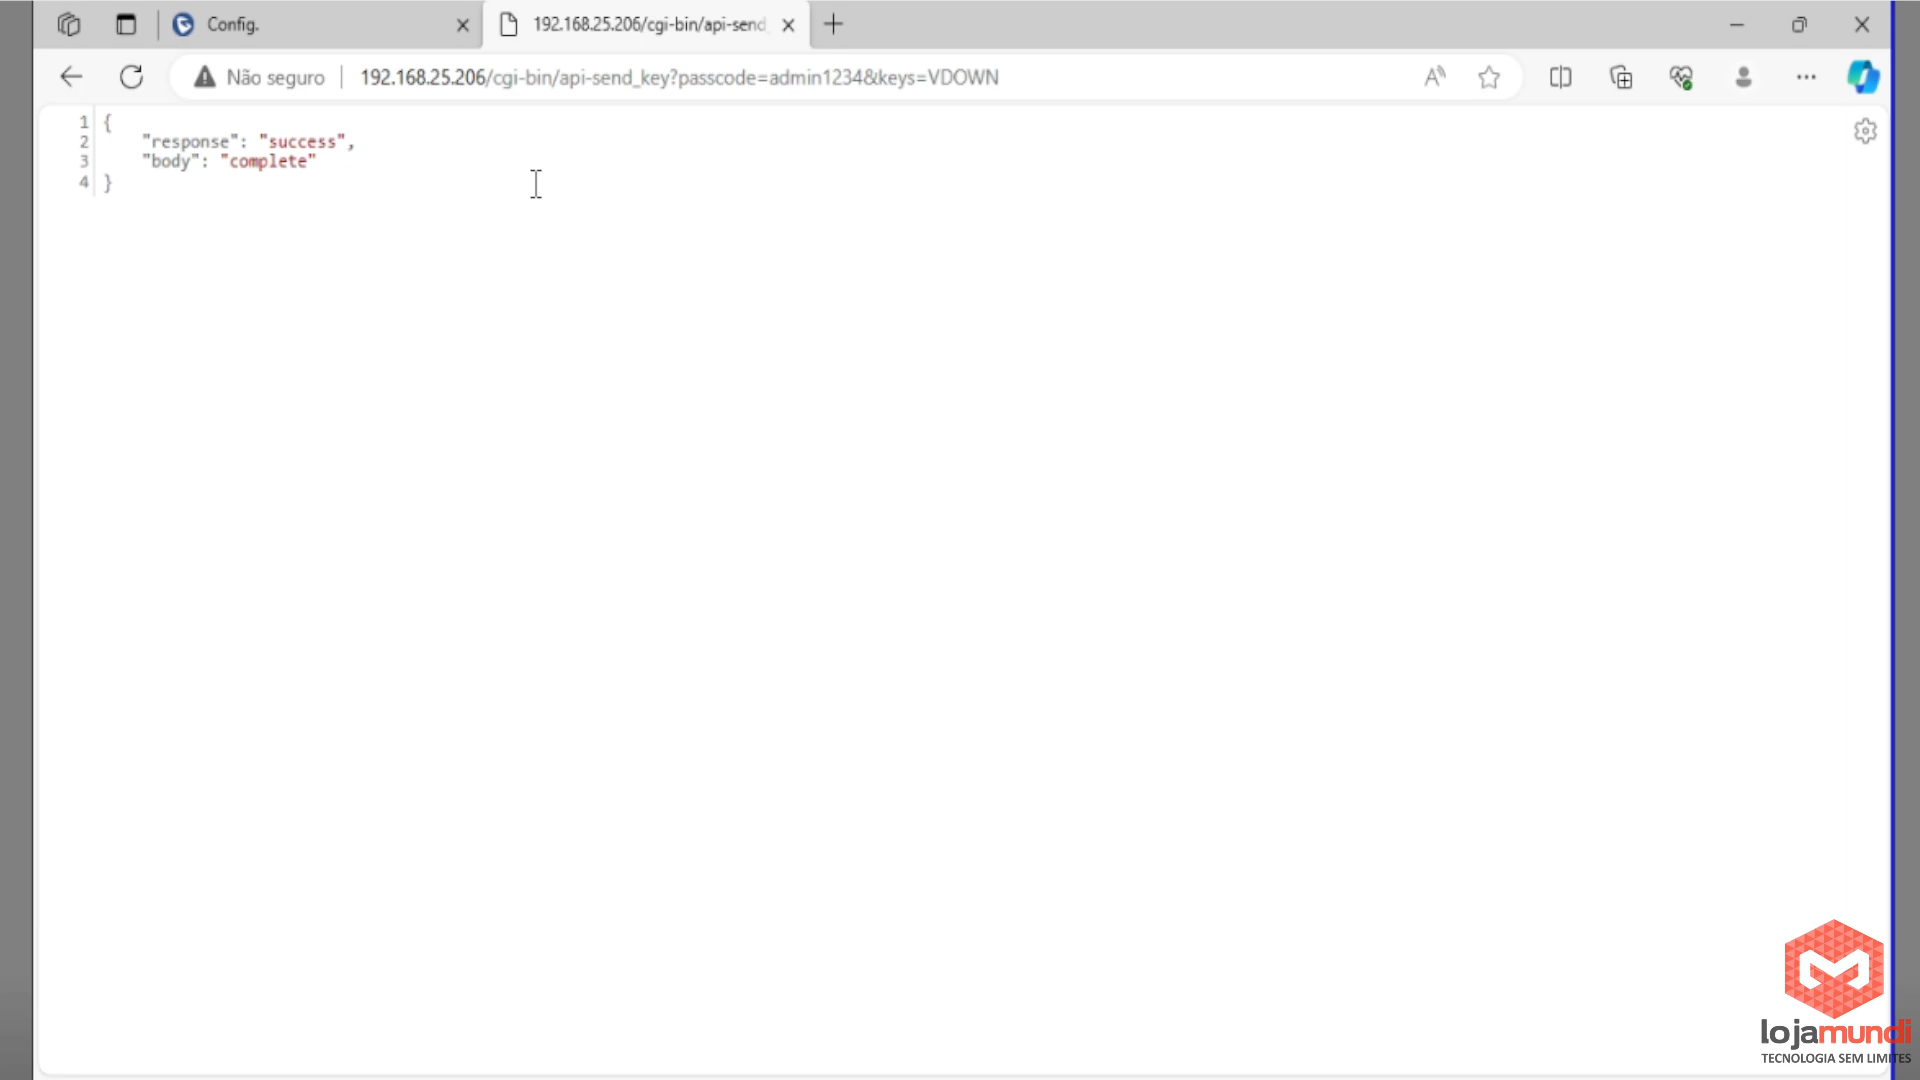 Config.
192.168.25.206/cgi-bin/api-send_
Não seguro
192.168.25.206/cgi-bin/api-send_key?passcode=admin1234&keys=VDOWN
1 {
2 "response": "success",
3 "body": "complete"
4 }
lojamundi
TECNOLOGIA SEM LIMITES